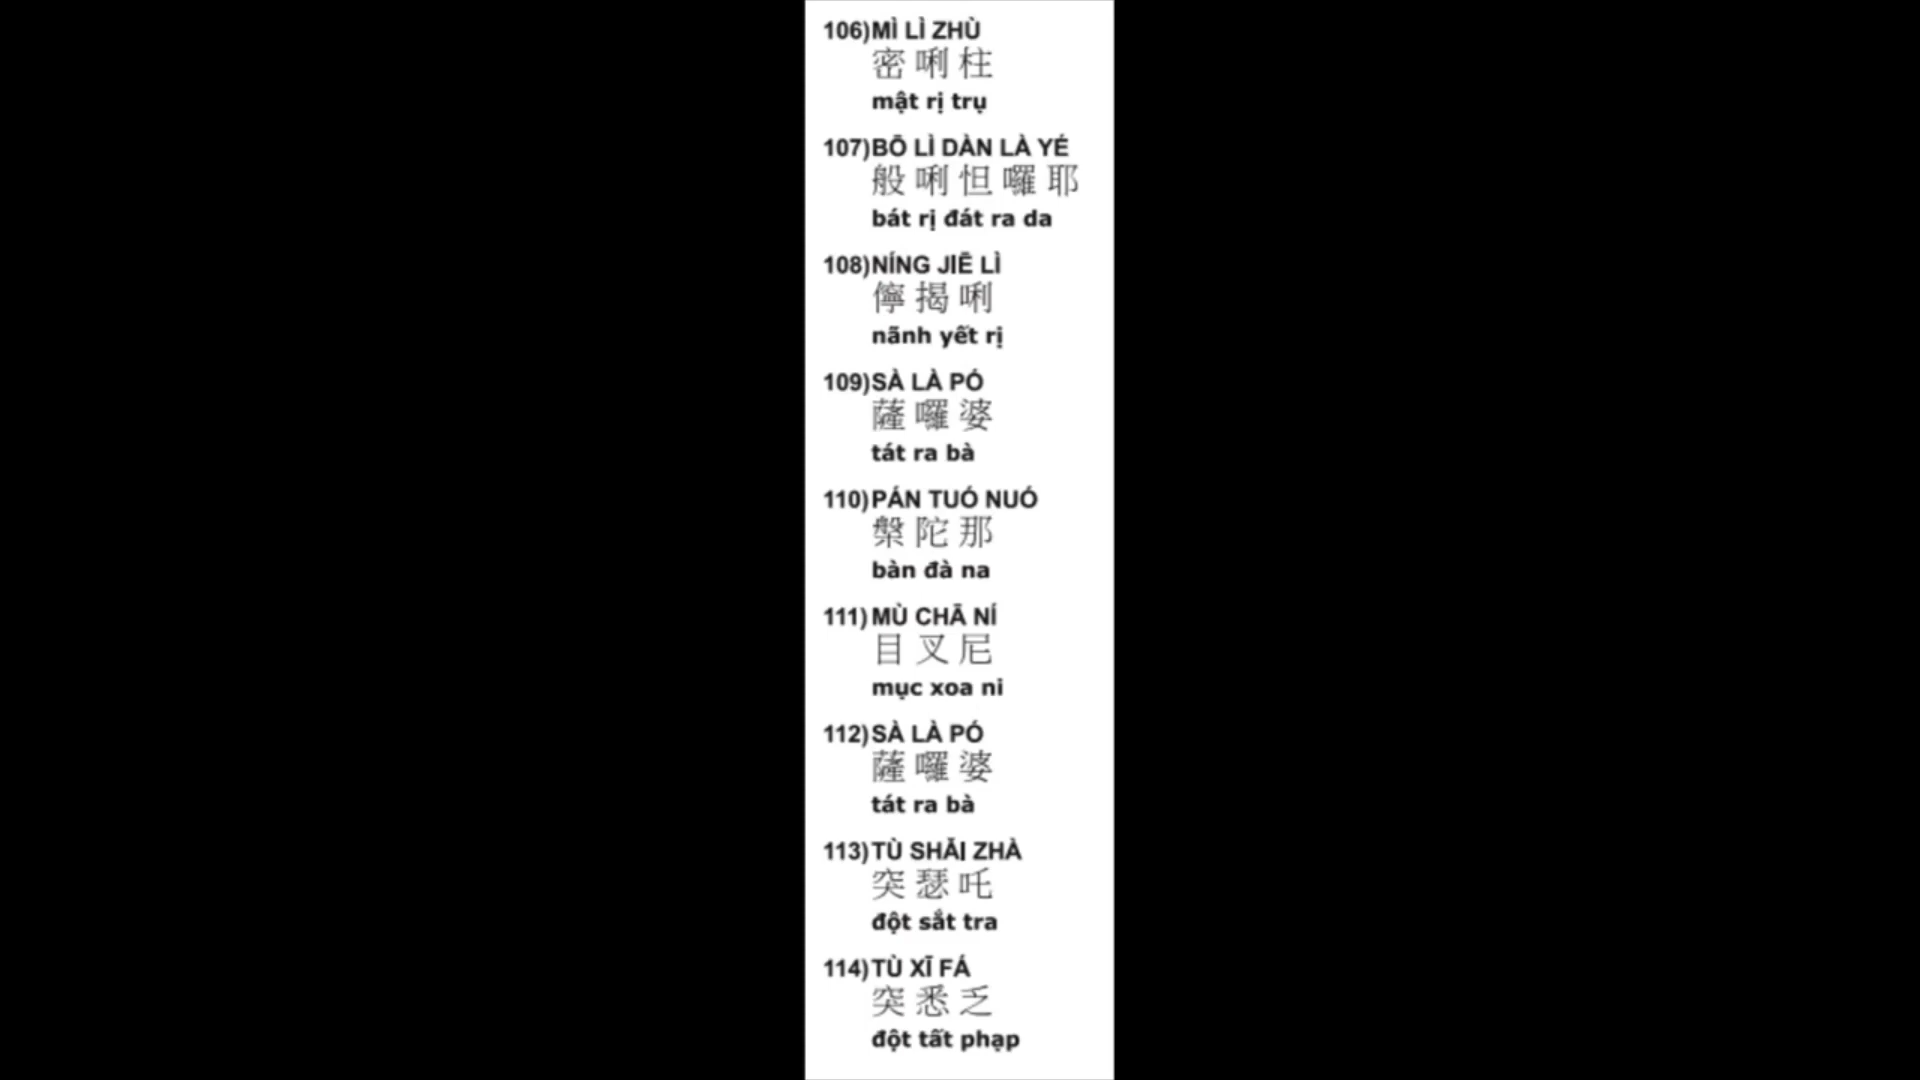 106)MÌ LÌ ZHÙ
密 唎 柱
mật rị trụ
107)BŌ LÌ DÀN LÀ YÉ
般 唎 怛 囉 耶
bát rị đát ra da
108)NÍNG JIĒ LÌ
儜 揭 唎
nãnh yết rị
109)SÀ LÀ PÓ
薩 囉 婆
tát ra bà
110)PÁN TUÓ NUÓ
槃 陀 那
bàn đà na
111)MÙ CHĀ NÍ
目 叉 尼
mục xoa ni
112)SÀ LÀ PÓ
薩 囉 婆
tát ra bà
113)TÙ SHǍI ZHÀ
突 瑟 吒
đột sắt tra
114)TÙ XĪ FÁ
突 悉 乏
đột tất phạp